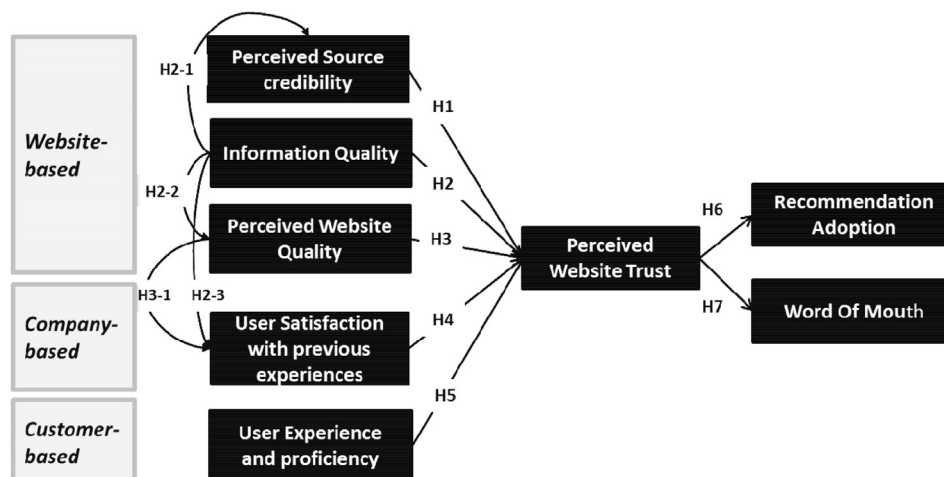 Website-
based
Company-
based
Customer-
based
H2-1
H2-2
H3-1
H2-3
Perceived Source
credibility
Information Quality
Perceived Website
Quality
User Satisfaction
with previous
experiences
User Experience
and proficiency
H1
H2
H3
H4
H5
Perceived
Website Trust
H6
H7
Recommendation
Adoption
Word Of Mouth